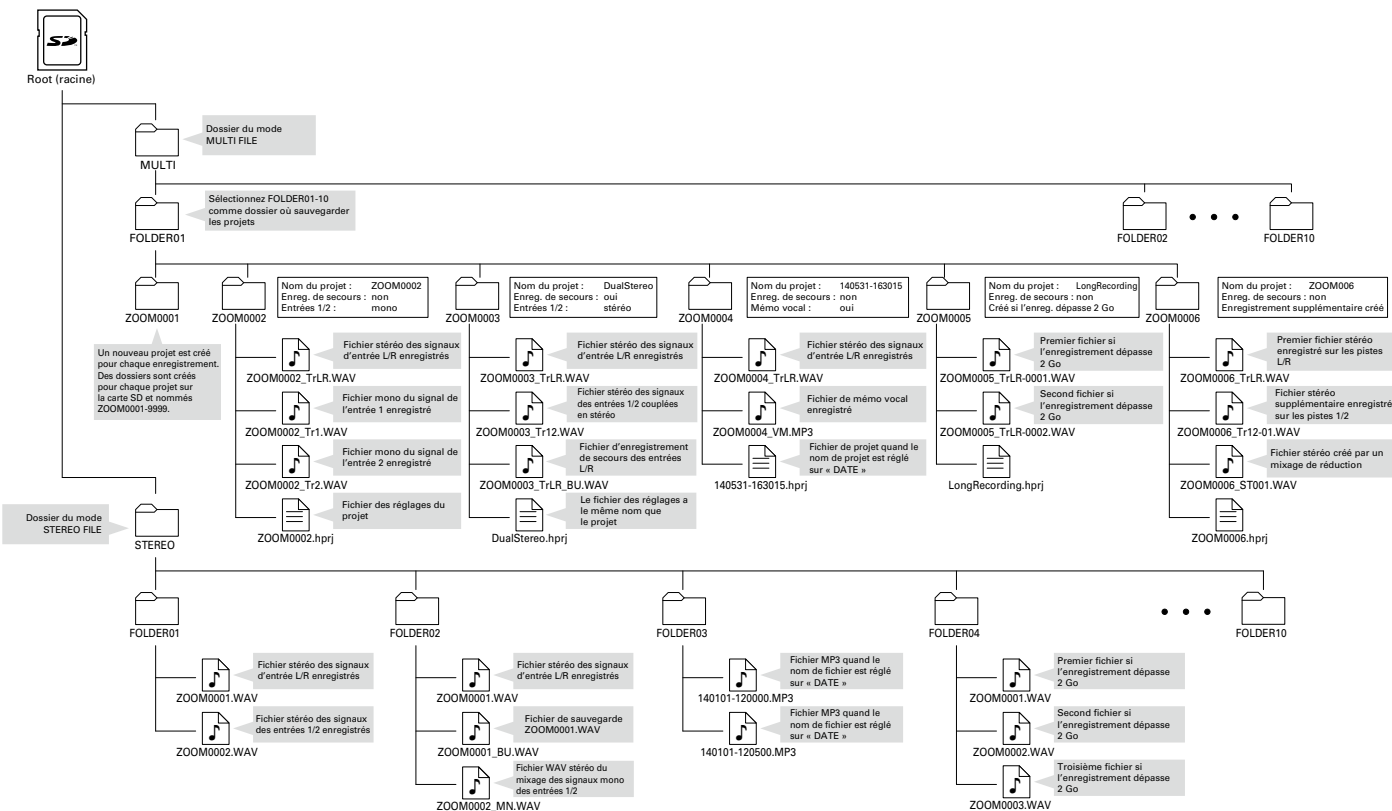 Root (racine)
Dossier du mode
MULTI FILE
MULTI
Sélectionnez FOLDER01-10
comme dossier où sauvegarder
les projets
FOLDER01
FOLDER02
• • •
FOLDER10
ZOOM0001
Un nouveau projet est créé
pour chaque enregistrement.
Des dossiers sont créés
pour chaque projet sur
la carte SD et nommés
ZOOM0001-9999.
ZOOM0002
Nom du projet : ZOOM0002
Enreg. de secours : non
Entrées 1/2 : mono
Fichier stéréo des signaux
d'entrée L/R enregistrés
ZOOM0002_TrLR.WAV
Fichier mono du signal de
l'entrée 1 enregistré
ZOOM0002_Tr1.WAV
Fichier mono du signal de
l'entrée 2 enregistré
ZOOM0002_Tr2.WAV
Fichier des réglages du
projet
ZOOM0002.hprj
ZOOM0003
Nom du projet : DualStereo
Enreg. de secours : oui
Entrées 1/2 : stéréo
Fichier stéréo des signaux
d'entrée L/R enregistrés
ZOOM0003_TrLR.WAV
Fichier stéréo des signaux
des entrées 1/2 couplées
en stéréo
ZOOM0003_Tr12.WAV
Fichier d'enregistrement
de secours des entrées
L/R
ZOOM0003_TrLR_BU.WAV
Le fichier des réglages a
le même nom que
le projet
DualStereo.hprj
ZOOM0004
Nom du projet : 140531-163015
Enreg. de secours : non
Mémo vocal : oui
Fichier stéréo des signaux
d'entrée L/R enregistrés
ZOOM0004_TrLR.WAV
Fichier de mémo vocal
enregistré
ZOOM0004_VM.MP3
Fichier de projet quand le
nom de projet est réglé
sur « DATE »
140531-163015.hprj
ZOOM0005
Nom du projet : LongRecording
Enreg. de secours : non
Créé si l'enreg. dépasse 2 Go
Premier fichier si
l'enregistrement dépasse
2 Go
ZOOM0005_TrLR-0001.WAV
Second fichier si
l'enregistrement dépasse
2 Go
ZOOM0005_TrLR-0002.WAV
LongRecording.hprj
ZOOM0006
Nom du projet : ZOOM006
Enreg. de secours : non
Enregistrement supplémentaire créé
Premier fichier stéréo
enregistré sur les pistes
L/R
ZOOM0006_TrLR.WAV
Fichier stéréo
supplémentaire enregistré
sur les pistes 1/2
ZOOM0006_Tr12-01.WAV
Fichier stéréo créé par un
mixage de réduction
ZOOM0006_ST001.WAV
ZOOM0006.hprj
Dossier du mode
STEREO FILE
STEREO
FOLDER01
Fichier stéréo des signaux
d'entrée L/R enregistrés
ZOOM0001.WAV
Fichier stéréo des signaux
des entrées 1/2 enregistrés
ZOOM0002.WAV
FOLDER02
Fichier stéréo des signaux
d'entrée L/R enregistrés
ZOOM0001.WAV
Fichier de sauvegarde
ZOOM0001.WAV
ZOOM0001_BU.WAV
Fichier WAV stéréo du
mixage des signaux mono
des entrées 1/2
ZOOM0002_MN.WAV
FOLDER03
Fichier MP3 quand le
nom de fichier est réglé
sur « DATE »
140101-120000.MP3
Fichier MP3 quand le
nom de fichier est réglé
sur « DATE »
140101-120500.MP3
FOLDER04
Premier fichier si
l'enregistrement dépasse
2 Go
ZOOM0001.WAV
Second fichier si
l'enregistrement dépasse
2 Go
ZOOM0002.WAV
Troisième fichier si
l'enregistrement dépasse
2 Go
ZOOM0003.WAV
• • •
FOLDER10